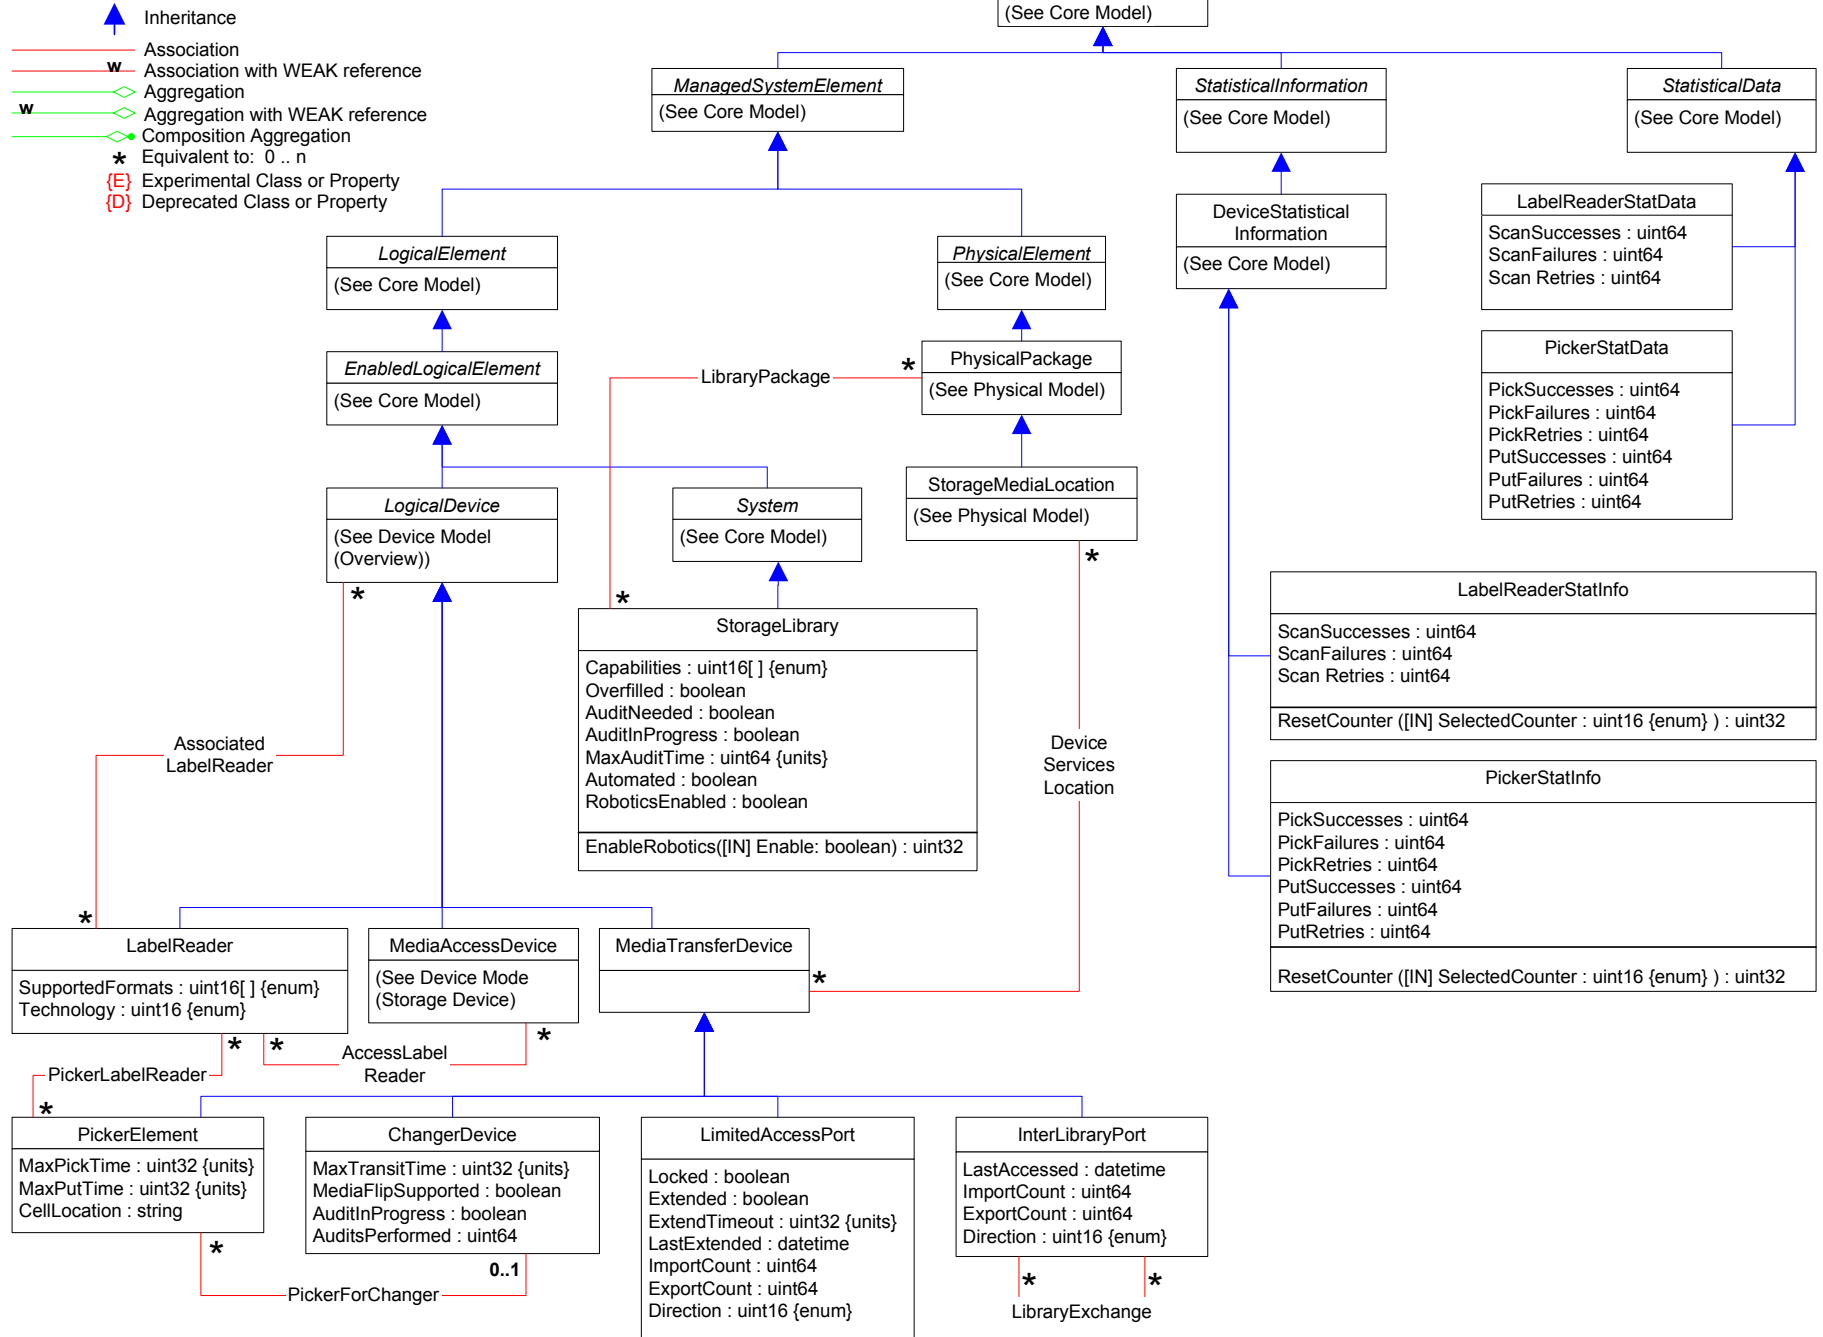 Inheritance
Association
w
Association with WEAK reference
Aggregation
w
Aggregation with WEAK reference
Composition Aggregation
* Equivalent to: 0 .. n
{E} Experimental Class or Property
{D} Deprecated Class or Property
(See Core Model)
ManagedSystemElement
(See Core Model)
StatisticalInformation
(See Core Model)
StatisticalData
(See Core Model)
LogicalElement
(See Core Model)
PhysicalElement
(See Core Model)
DeviceStatistical
Information
(See Core Model)
LabelReaderStatData
ScanSuccesses : uint64
ScanFailures : uint64
Scan Retries : uint64
PickerStatData
PickSuccesses : uint64
PickFailures : uint64
PickRetries : uint64
PutSuccesses : uint64
PutFailures : uint64
PutRetries : uint64
EnabledLogicalElement
(See Core Model)
LibraryPackage
*
*
PhysicalPackage
(See Physical Model)
LogicalDevice
(See Device Model
(Overview))
*
System
(See Core Model)
StorageMediaLocation
(See Physical Model)
*
StorageLibrary
Capabilities : uint16[ ] {enum}
Overfilled : boolean
AuditNeeded : boolean
AuditInProgress : boolean
MaxAuditTime : uint64 {units}
Automated : boolean
RoboticsEnabled : boolean
EnableRobotics([IN] Enable: boolean) : uint32
Device
Services
Location
LabelReaderStatInfo
ScanSuccesses : uint64
ScanFailures : uint64
Scan Retries : uint64
ResetCounter ([IN] SelectedCounter : uint16 {enum} ) : uint32
PickerStatInfo
PickSuccesses : uint64
PickFailures : uint64
PickRetries : uint64
PutSuccesses : uint64
PutFailures : uint64
PutRetries : uint64
ResetCounter ([IN] SelectedCounter : uint16 {enum} ) : uint32
Associated
LabelReader
*
LabelReader
SupportedFormats : uint16[ ] {enum}
Technology : uint16 {enum}
MediaAccessDevice
(See Device Mode
(Storage Device)
MediaTransferDevice
*
*
*
*
AccessLabel
Reader
PickerLabelReader
*
PickerElement
MaxPickTime : uint32 {units}
MaxPutTime : uint32 {units}
CellLocation : string
ChangerDevice
MaxTransitTime : uint32 {units}
MediaFlipSupported : boolean
AuditInProgress : boolean
AuditsPerformed : uint64
LimitedAccessPort
Locked : boolean
Extended : boolean
ExtendTimeout : uint32 {units}
LastExtended : datetime
ImportCount : uint64
ExportCount : uint64
Direction : uint16 {enum}
InterLibraryPort
LastAccessed : datetime
ImportCount : uint64
ExportCount : uint64
Direction : uint16 {enum}
*
0..1
PickerForChanger
*
*
LibraryExchange